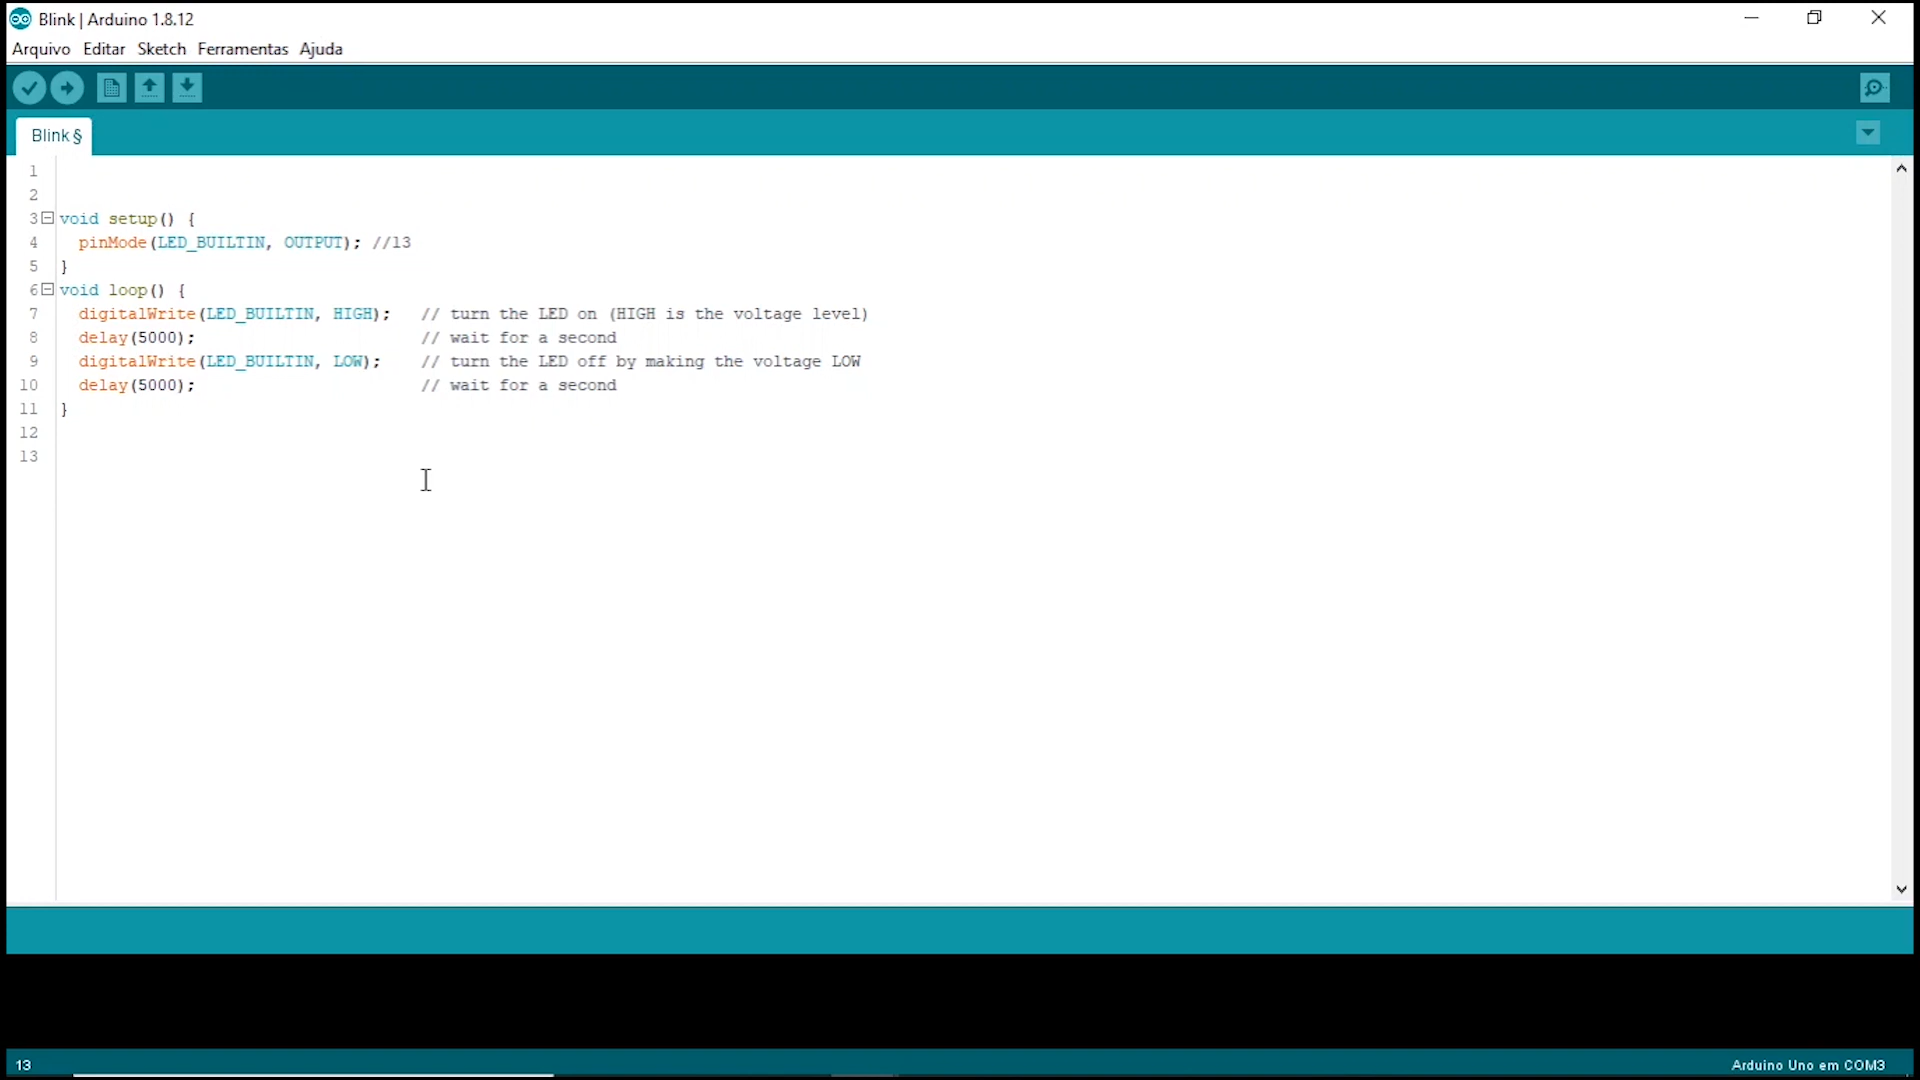 Blink | Arduino 1.8.12
Arquivo Editar Sketch Ferramentas Ajuda
Blink §
1
2
3 void setup() {
4   pinMode(LED_BUILTIN, OUTPUT); //13
5 }
6 void loop() {
7   digitalWrite(LED_BUILTIN, HIGH);   // turn the LED on (HIGH is the voltage level)
8   delay(5000);                       // wait for a second
9   digitalWrite(LED_BUILTIN, LOW);    // turn the LED off by making the voltage LOW
10   delay(5000);                       // wait for a second
11 }
12
13
13 Arduino Uno em COM3